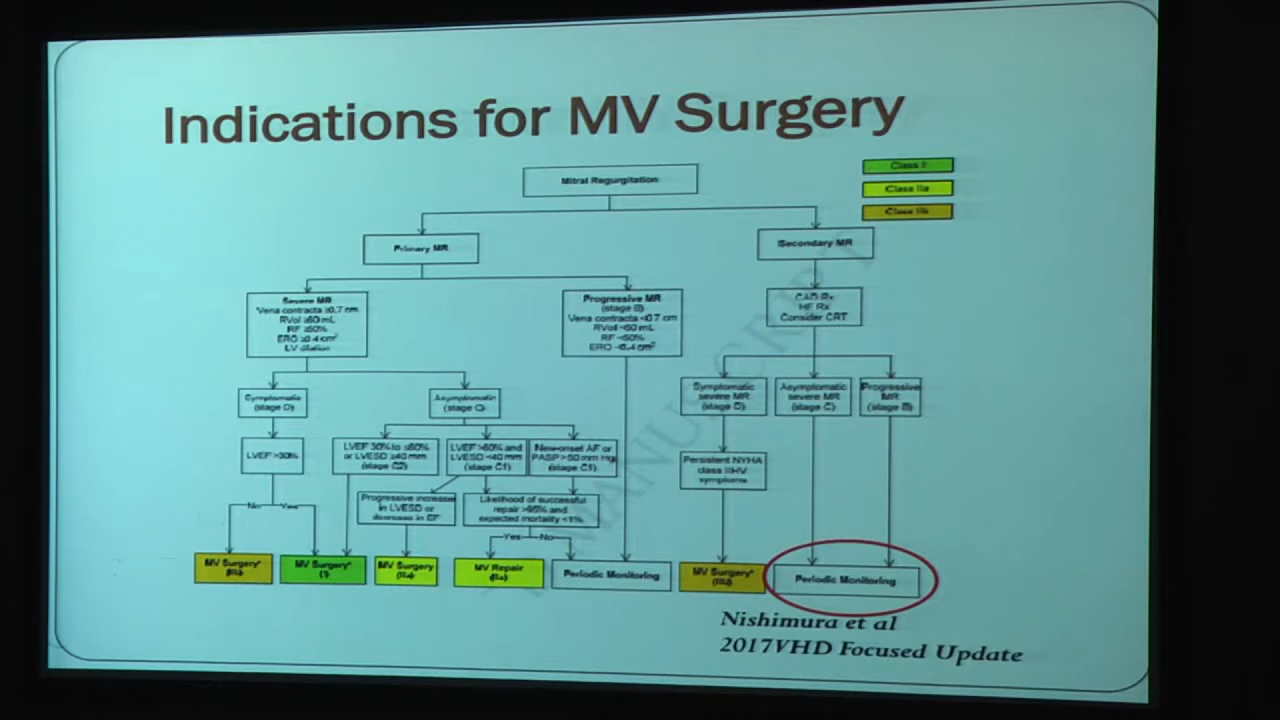 Indications for MV Surgery
Class I
Class IIa
Class IIb
Mitral Regurgitation
Primary MR
Secondary MR
Severe MR
Vena contracta ≥0.7 cm
RVol ≥60 mL
RF ≥50%
ERO ≥0.4 cm²
LV dilation
Progressive MR
(stage B)
Vena contracta <0.7 cm
RVol <60 mL
RF <50%
ERO <0.4 cm²
CAD Rx
HF Rx
Consider CRT
Symptomatic
(stage D)
Asymptomatic
(stage C)
Symptomatic
severe MR
(stage D)
Asymptomatic
severe MR
(stage C)
Progressive
MR
(stage B)
LVEF >30%
LVEF 30% to ≤60%
or LVESD ≥40 mm
(stage C2)
LVEF >60% and
LVESD <40 mm
(stage C1)
New-onset AF or
PASP >50 mm Hg
(stage C1)
Persistent NYHA
class III-IV
symptoms
Progressive increase
in LVESD or
decrease in EF
Likelihood of successful
repair >95% and
expected mortality <1%
No
Yes
Yes
No
MV Surgery*
(IIb)
MV Surgery*
(I)
MV Surgery
(IIa)
MV Repair
(IIa)
Periodic Monitoring
MV Surgery*
(IIb)
Periodic Monitoring
Nishimura et al
2017VHD Focused Update